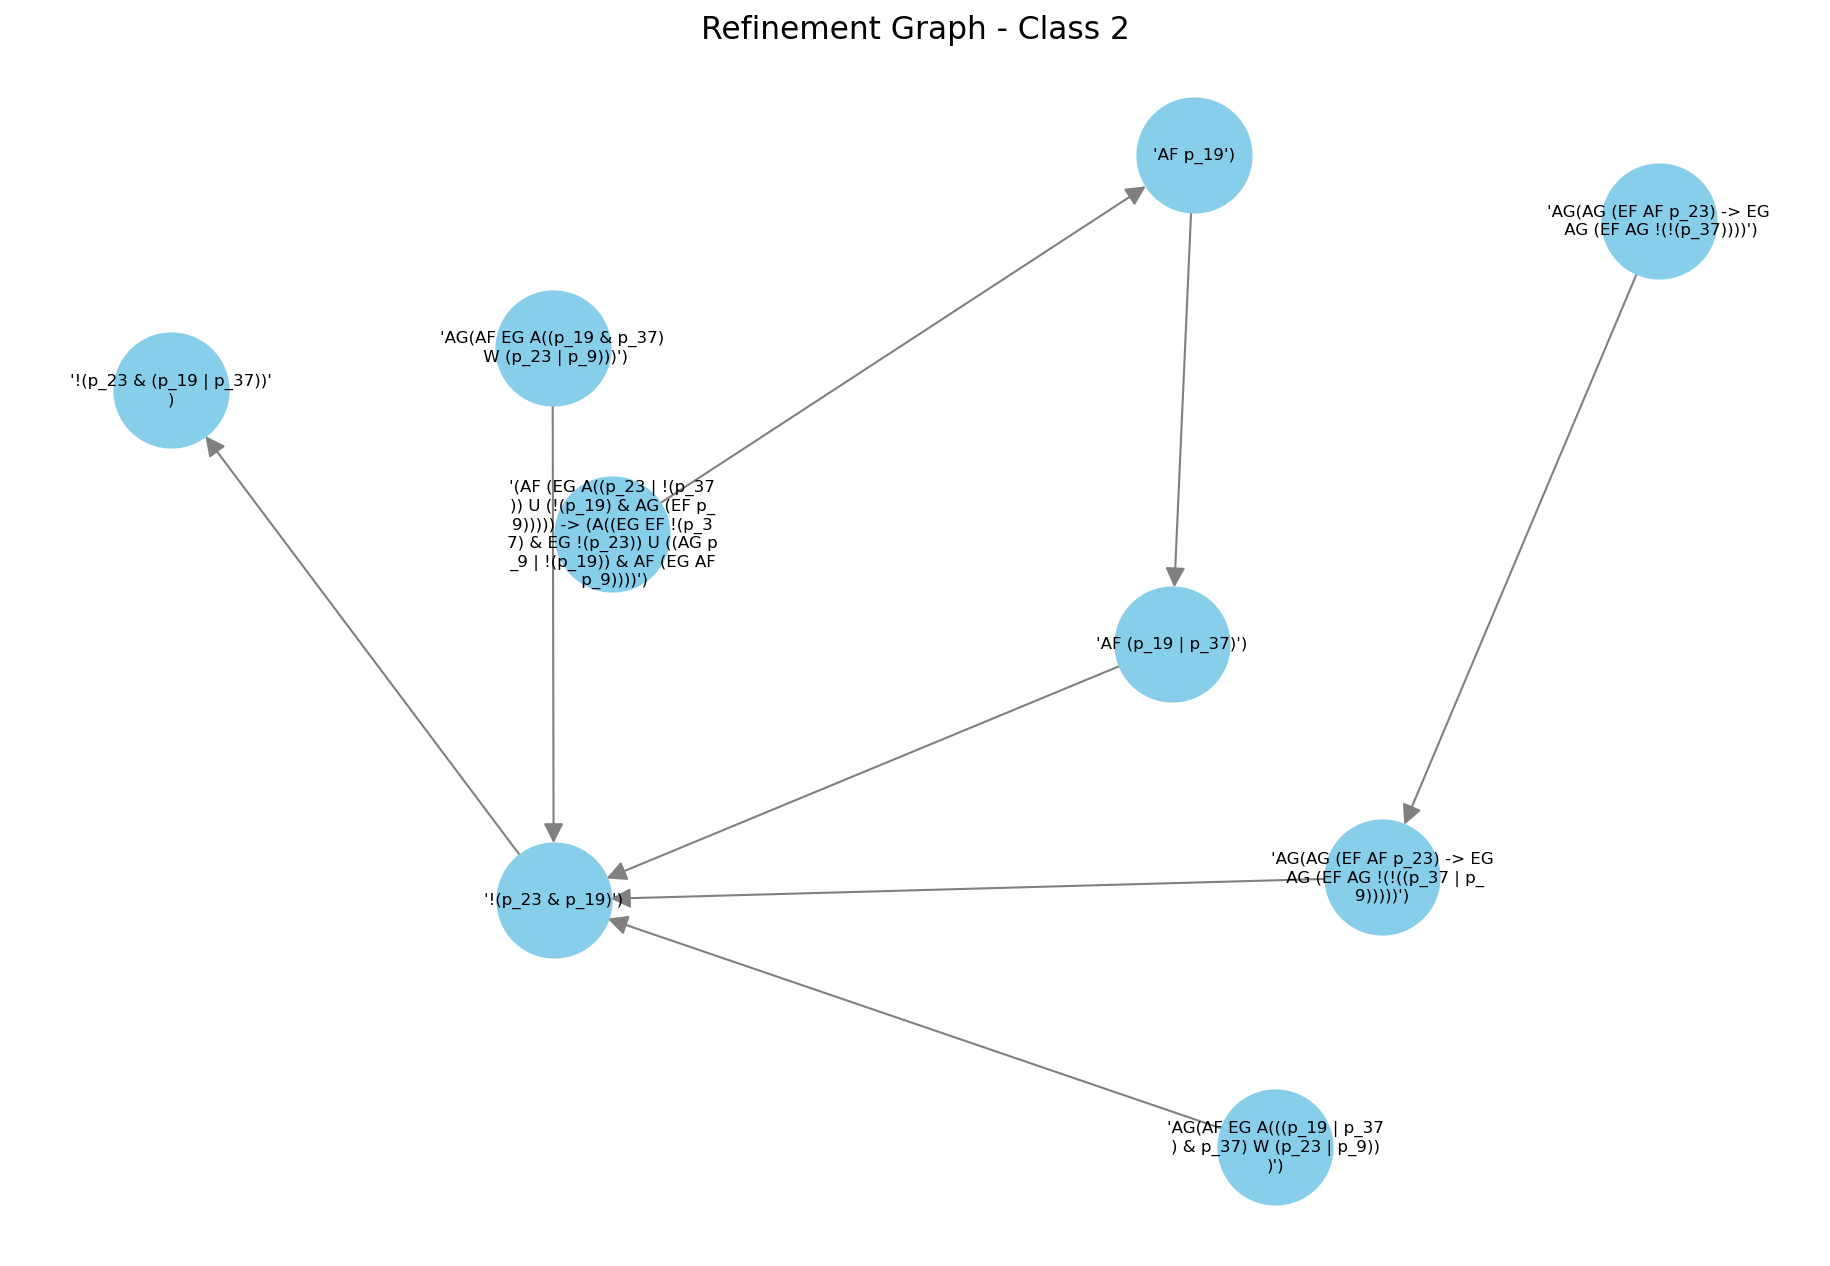 Refinement Graph - Class 2
'AF p_19')
'AG(AG (EF AF p_23) -> EG
AG (EF AG !(!(p_37))))')
'AG(AF EG A((p_19 & p_37)
W (p_23 | p_9)))')
'!(p_23 & (p_19 | p_37))'
)
'(AF (EG A((p_23 | !(p_37
)) U (!(p_19) & AG (EF p_
9))))) -> (A((EG EF !(p_3
7) & EG !(p_23)) U ((AG p
_9 | !(p_19)) & AF (EG AF
p_9))))')
'AF (p_19 | p_37)')
'AG(AG (EF AF p_23) -> EG
AG (EF AG !(!((p_37 | p_
9)))))')
'!(p_23 & p_19)')
'AG(AF EG A(((p_19 | p_37
) & p_37) W (p_23 | p_9))
)')